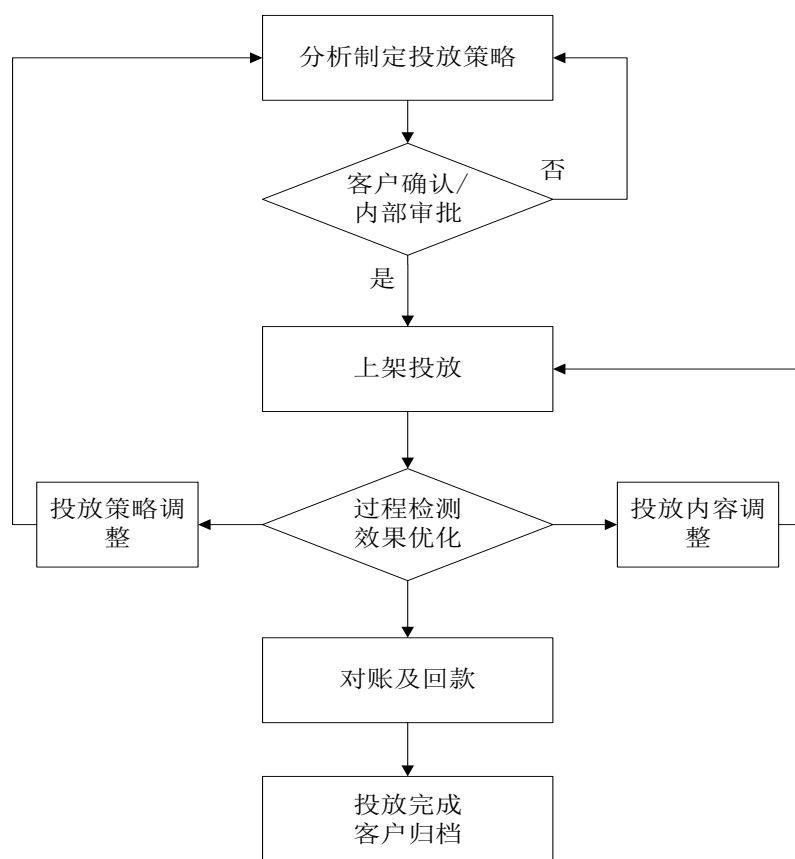 分析制定投放策略
客户确认/
内部审批
否
是
上架投放
投放策略调
整
过程检测
效果优化
投放内容调
整
对账及回款
投放完成
客户归档